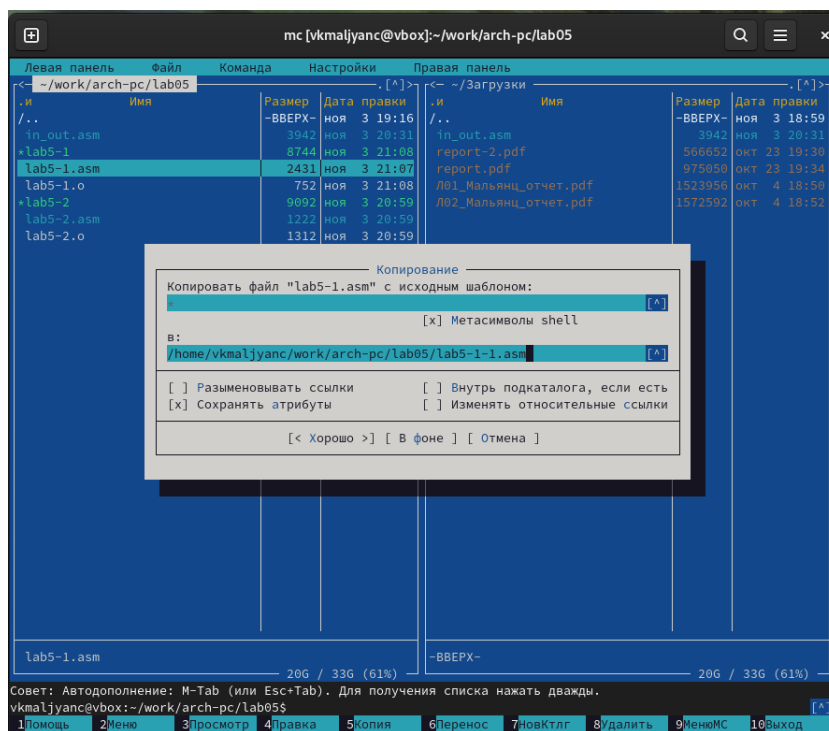 mc [vkmaljyanc@vbox]:~/work/arch-pc/lab05
Левая панель Файл Команда Настройки Правая панель
<— ~/work/arch-pc/lab05 .[^]> <— ~/Загрузки .[^]>
.и Имя Размер Дата правки .и Имя Размер Дата правки
/.. -ВВЕРХ- ноя 3 19:16 /.. -ВВЕРХ- ноя 3 18:59
in_out.asm 3942 ноя 3 20:31 in_out.asm 3942 ноя 3 20:31
*lab5-1 8744 ноя 3 21:08 report-2.pdf 566652 окт 23 19:30
lab5-1.asm 2431 ноя 3 21:07 report.pdf 975050 окт 23 19:34
lab5-1.o 752 ноя 3 21:08 Л01_Мальянц_отчет.pdf 1523956 окт 4 18:50
*lab5-2 9092 ноя 3 20:59 Л02_Мальянц_отчет.pdf 1572592 окт 4 18:52
lab5-2.asm 1222 ноя 3 20:59
lab5-2.o 1312 ноя 3 20:59
Копирование
Копировать файл "lab5-1.asm" с исходным шаблоном:
* [^]
[x] Метасимволы shell
в:
/home/vkmaljyanc/work/arch-pc/lab05/lab5-1-1.asm [^]
[ ] Разыменовывать ссылки [ ] Внутрь подкаталога, если есть
[x] Сохранять атрибуты [ ] Изменять относительные ссылки
[< Хорошо >] [ В фоне ] [ Отмена ]
lab5-1.asm -ВВЕРХ-
20G / 33G (61%) 20G / 33G (61%)
Совет: Автодополнение: M-Tab (или Esc+Tab). Для получения списка нажать дважды.
vkmaljyanc@vbox:~/work/arch-pc/lab05$ [^]
1Помощь 2Меню 3Просмотр 4Правка 5Копия 6Перенос 7НовКтлг 8Удалить 9МенюMC 10Выход